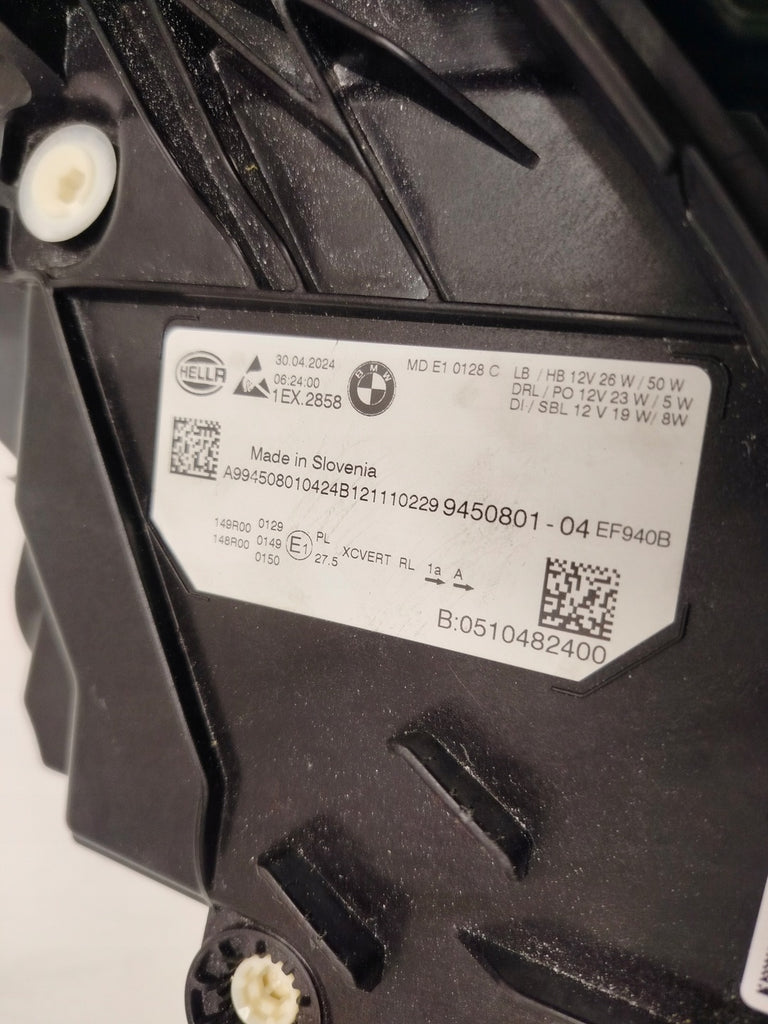 HELLA
30.04.2024
06:24:00
1EX.2858
BMW
MD E1 0128 C
LB / HB 12V 26 W / 50 W
DRL / PO 12V 23 W / 5 W
DI / SBL 12 V 19 W / 8W
Made in Slovenia
A994508010424B121110229 9450801 - 04 EF940B
149R00 0129
148R00 0149
0150
E1
PL
27.5
XCVERT RL 1a A
B:0510482400